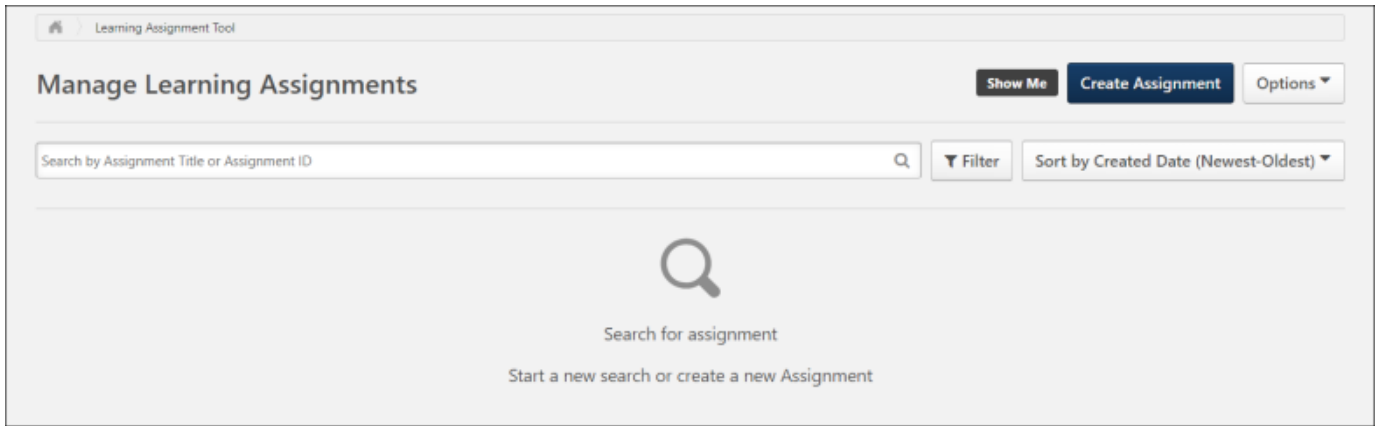 Learning Assignment Tool
Manage Learning Assignments
Show Me
Create Assignment
Options
Search by Assignment Title or Assignment ID
Filter
Sort by Created Date (Newest-Oldest)
Search for assignment
Start a new search or create a new Assignment